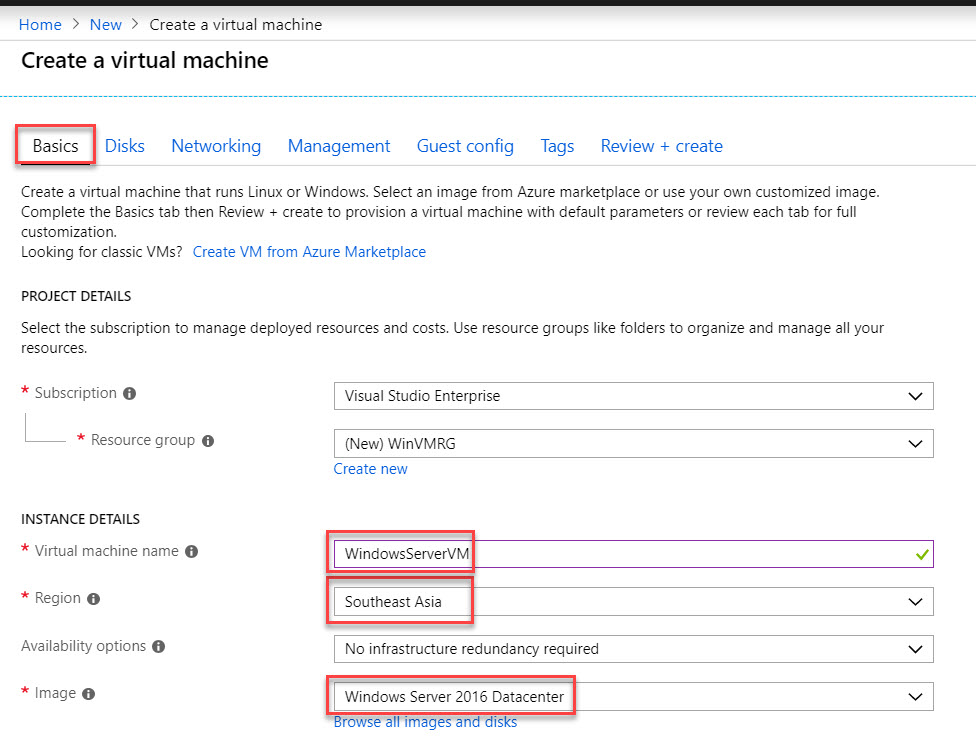 Home > New > Create a virtual machine
Create a virtual machine
Basics Disks Networking Management Guest config Tags Review + create
Create a virtual machine that runs Linux or Windows. Select an image from Azure marketplace or use your own customized image.
Complete the Basics tab then Review + create to provision a virtual machine with default parameters or review each tab for full
customization.
Looking for classic VMs? Create VM from Azure Marketplace
PROJECT DETAILS
Select the subscription to manage deployed resources and costs. Use resource groups like folders to organize and manage all your
resources.
* Subscription Visual Studio Enterprise
* Resource group (New) WinVMRG
Create new
INSTANCE DETAILS
* Virtual machine name WindowsServerVM
* Region Southeast Asia
Availability options No infrastructure redundancy required
* Image Windows Server 2016 Datacenter
Browse all images and disks